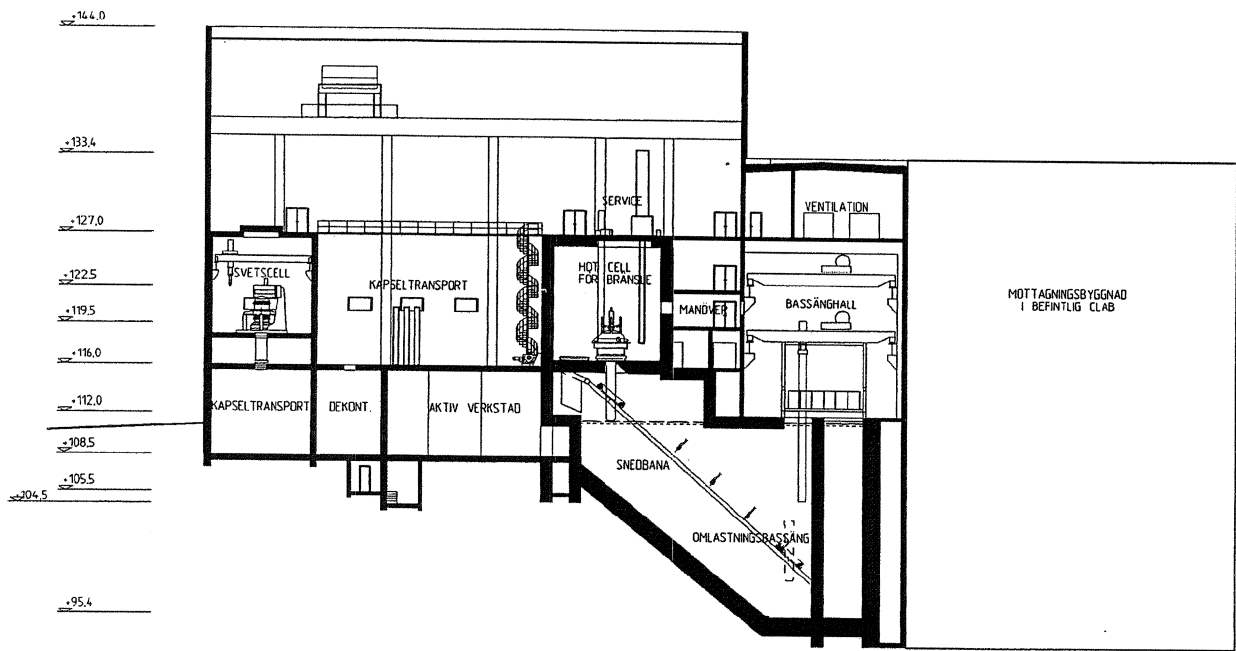 +144.0
+133.4
+127.0
SERVICE
VENTILATION
+122.5
SVETSCELL
KAPSELTRANSPORT
HOT CELL
FÖR BRÄNSLE
MANÖVER
BASSÄNGHALL
MOTTAGNINGSBYGGNAD
I BEFINTLIG CLAB
+119.5
+116.0
+112.0
KAPSELTRANSPORT
DEKONT.
AKTIV VERKSTAD
+108.5
SNEDBANA
+105.5
+104.5
OMLASTNINGSBASSÄNG
+95.4